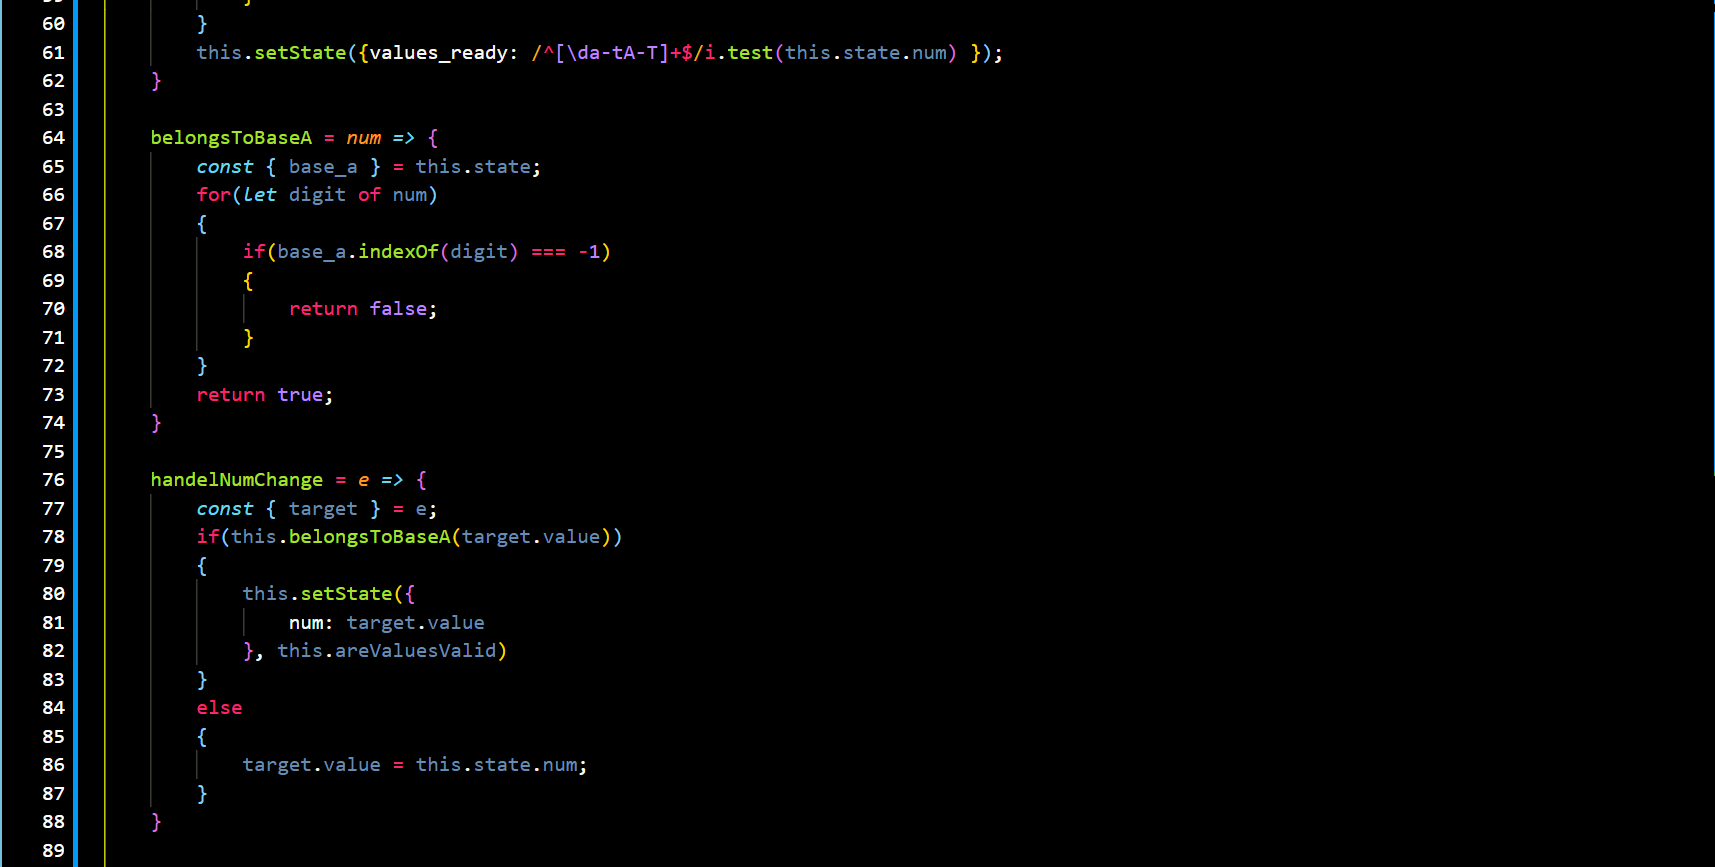 60 }
61 this.setState({values_ready: /^[\da-tA-T]+$/i.test(this.state.num) });
62 }
63
64 belongsToBaseA = num => {
65 const { base_a } = this.state;
66 for(let digit of num)
67 {
68 if(base_a.indexOf(digit) === -1)
69 {
70 return false;
71 }
72 }
73 return true;
74 }
75
76 handelNumChange = e => {
77 const { target } = e;
78 if(this.belongsToBaseA(target.value))
79 {
80 this.setState({
81 num: target.value
82 }, this.areValuesValid)
83 }
84 else
85 {
86 target.value = this.state.num;
87 }
88 }
89